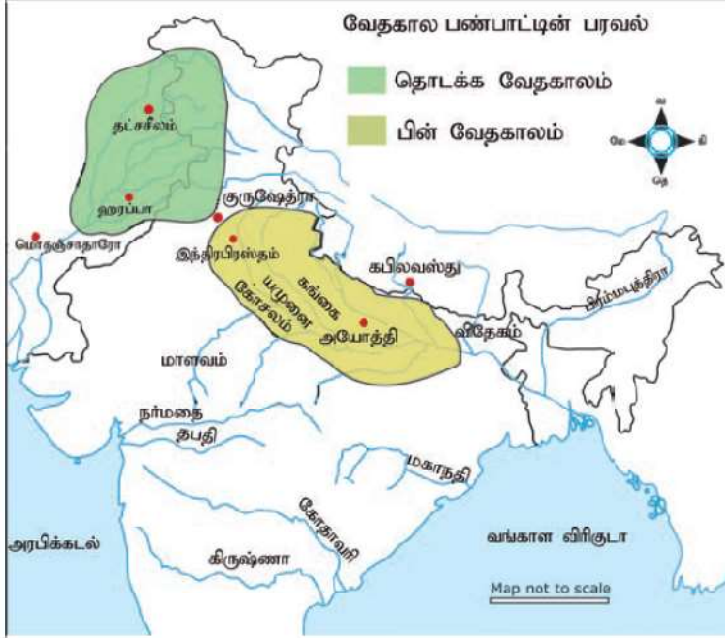 வேதகால பண்பாட்டின் பரவல்
தொடக்க வேதகாலம்
பின் வேதகாலம்
வ
மே
கி
தெ
தட்சசீலம்
ஹரப்பா
குருஷேத்ரா
மொதஞ்சாதாரோ
இந்திரபிரஸ்தம்
கபிலவஸ்து
பிரம்மபுத்திரா
கங்கை
யமுனை
கோசலம்
அயோத்தி
விதேகம்
மாளவம்
நர்மதை
தபதி
மகாநதி
கோதாவரி
அரபிக்கடல்
கிருஷ்ணா
வங்காள விரிகுடா
Map not to scale